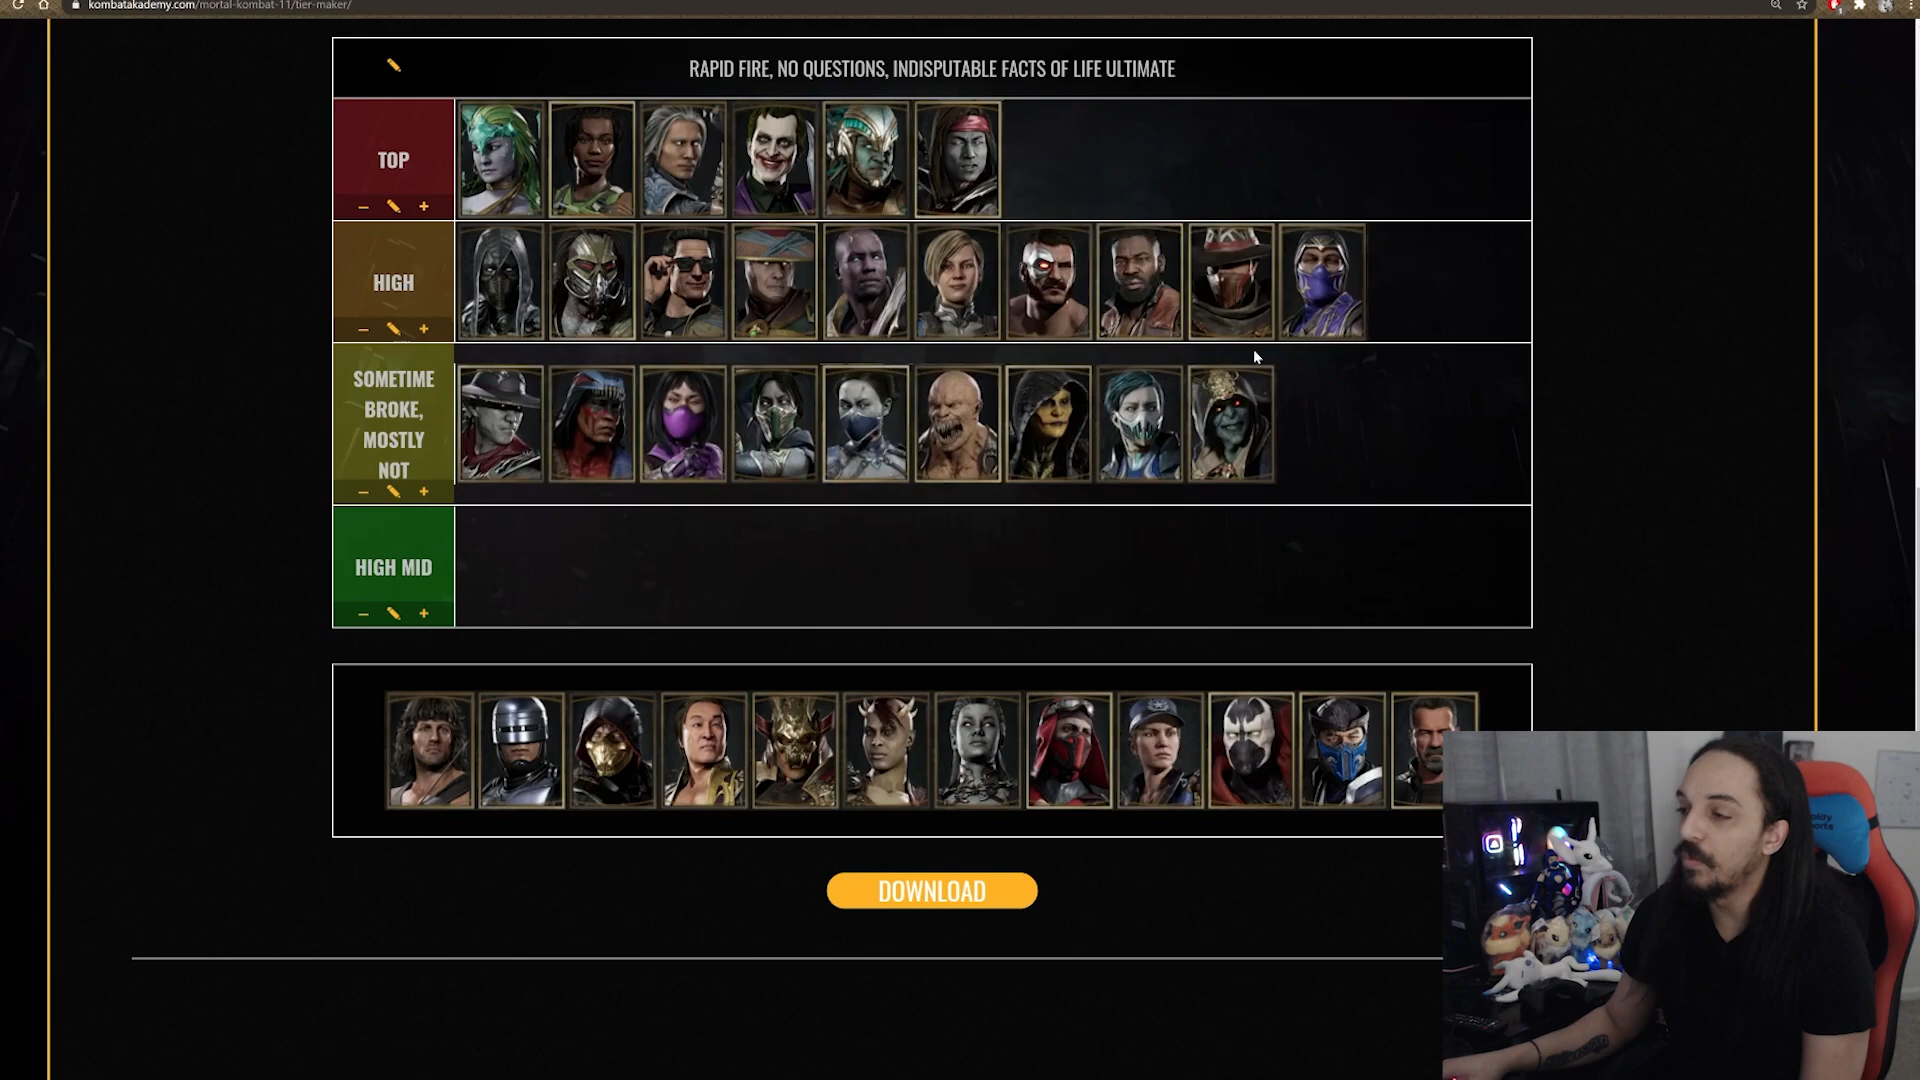 kombatakademy.com/mortal-kombat-11/tier-maker/
RAPID FIRE, NO QUESTIONS, INDISPUTABLE FACTS OF LIFE ULTIMATE
TOP
HIGH
SOMETIME
BROKE,
MOSTLY
NOT
HIGH MID
DOWNLOAD